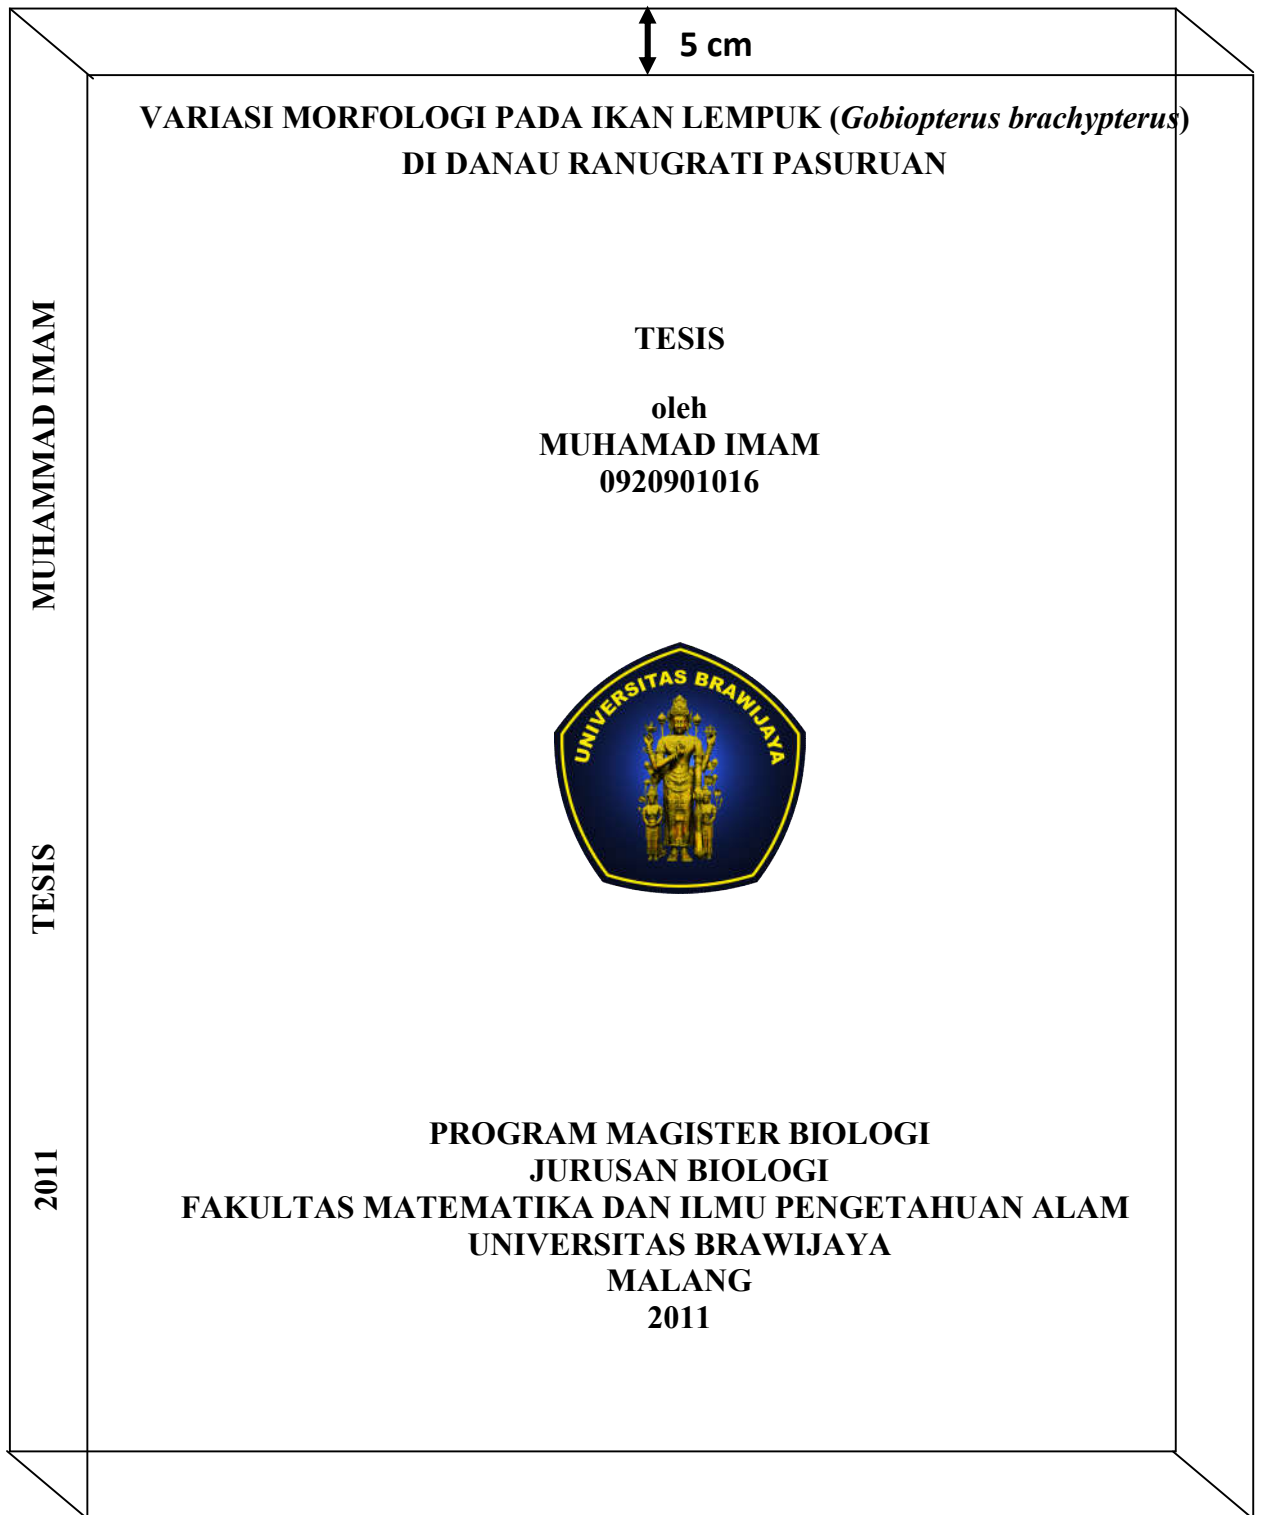 5 cm
VARIASI MORFOLOGI PADA IKAN LEMPUK (Gobiopterus brachypterus)
DI DANAU RANUGRATI PASURUAN
TESIS
oleh
MUHAMAD IMAM
0920901016
UNIVERSITAS BRAWIJAYA
PROGRAM MAGISTER BIOLOGI
JURUSAN BIOLOGI
FAKULTAS MATEMATIKA DAN ILMU PENGETAHUAN ALAM
UNIVERSITAS BRAWIJAYA
MALANG
2011
2011 TESIS MUHAMMAD IMAM